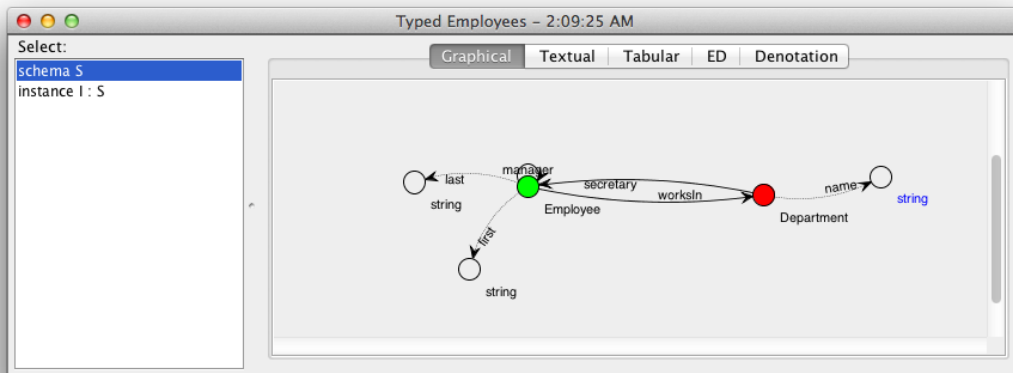 Typed Employees – 2:09:25 AM
Select:
schema S
instance I : S
Graphical Textual Tabular ED Denotation
manager
last
secretary
worksIn
name
string
Employee
Department
string
first
string